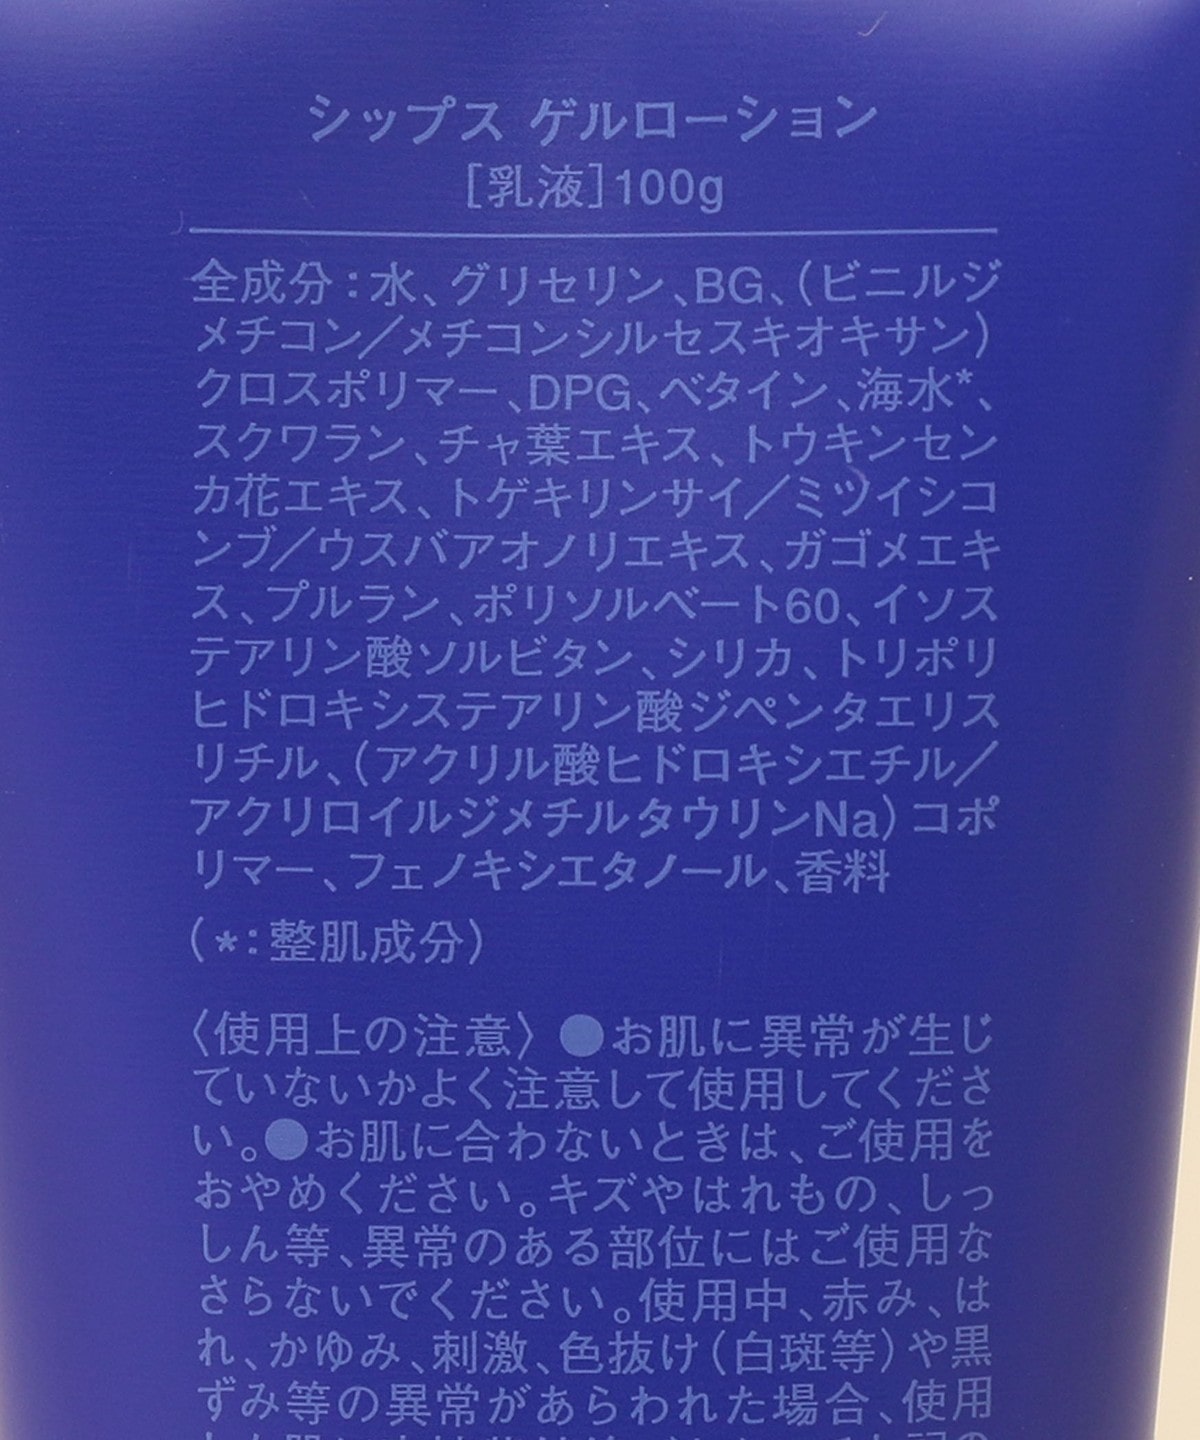 シップス ゲルローション
[乳液]100g
全成分:水、グリセリン、BG、(ビニルジ
メチコン/メチコンシルセスキオキサン)
クロスポリマー、DPG、ベタイン、海水*、
スクワラン、チャ葉エキス、トウキンセン
カ花エキス、トゲキリンサイ/ミツイシコ
ンブ/ウスバアオノリエキス、ガゴメエキ
ス、プルラン、ポリソルベート60、イソス
テアリン酸ソルビタン、シリカ、トリポリ
ヒドロキシステアリン酸ジペンタエリス
リチル、(アクリル酸ヒドロキシエチル/
アクリロイルジメチルタウリンNa)コポ
リマー、フェノキシエタノール、香料
(*:整肌成分)
〈使用上の注意〉●お肌に異常が生じ
ていないかよく注意して使用してくださ
い。●お肌に合わないときは、ご使用を
おやめください。キズやはれもの、しっ
しん等、異常のある部位にはご使用な
さらないでください。使用中、赤み、は
れ、かゆみ、刺激、色抜け(白斑等)や黒
ずみ等の異常があらわれた場合、使用